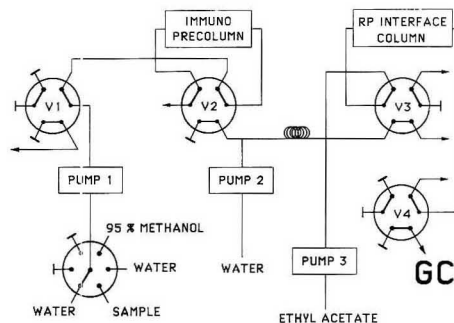 IMMUNO
PRECOLUMN
RP INTERFACE
COLUMN
V1
V2
V3
PUMP 1
PUMP 2
V4
95 % METHANOL
WATER
WATER
PUMP 3
GC
WATER
SAMPLE
ETHYL ACETATE